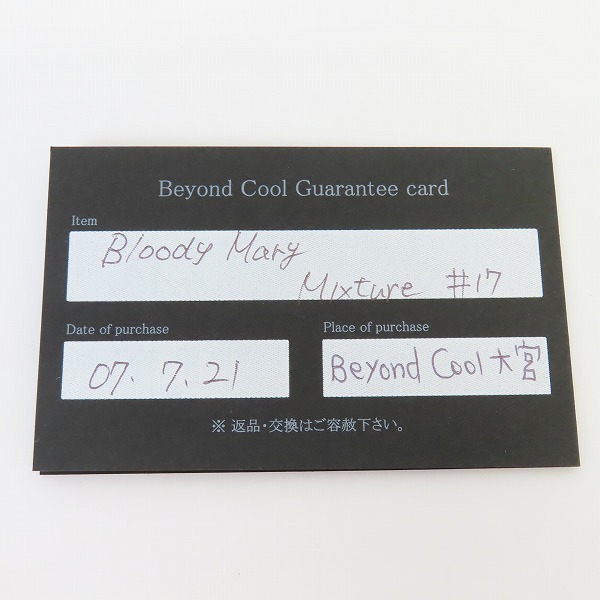 Beyond Cool Guarantee card
Item
Bloody Mary
Mixture #17
Date of purchase
Place of purchase
07. 7. 21
Beyond Cool 大宮
※ 返品・交換はご容赦下さい。